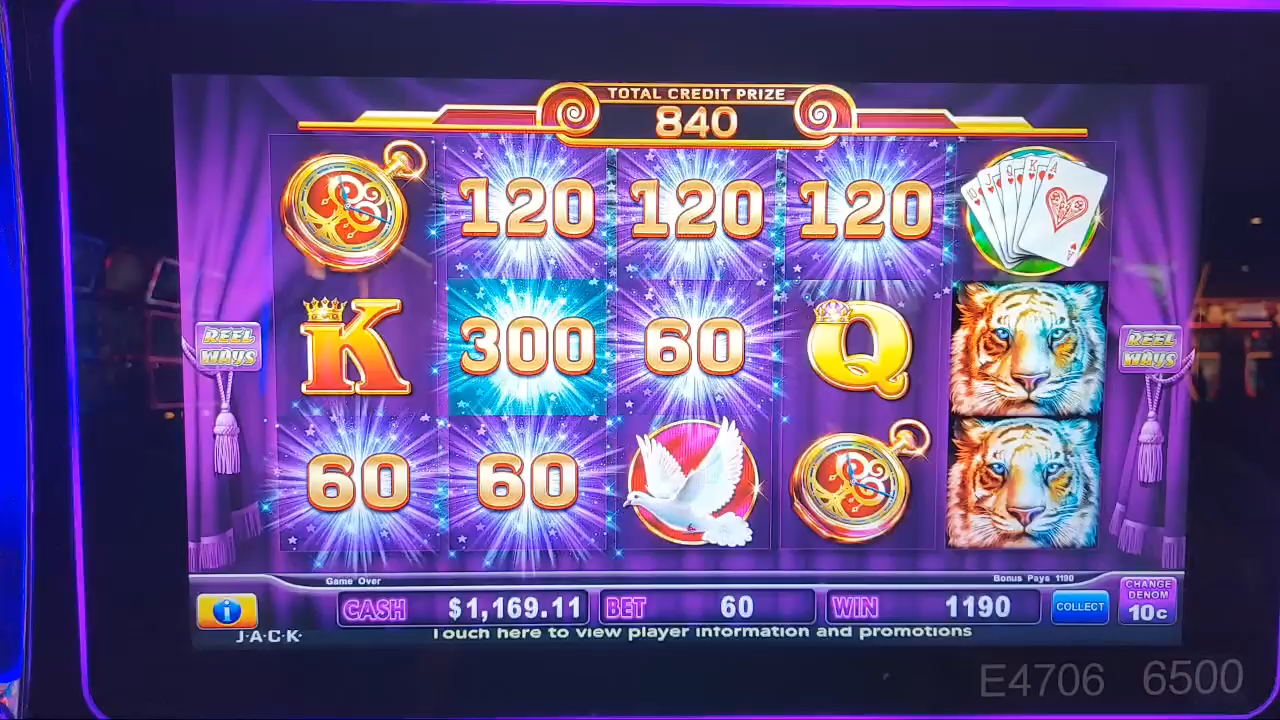 TOTAL CREDIT PRIZE
840
120 120 120
K 300 60 Q
REEL WAYS
REEL WAYS
60 60
Game Over
Bonus Pays 1190
CASH $1,169.11 BET 60 WIN 1190 COLLECT
CHANGE DENOM 10c
J·A·C·K·
Touch here to view player information and promotions
E4706 6500